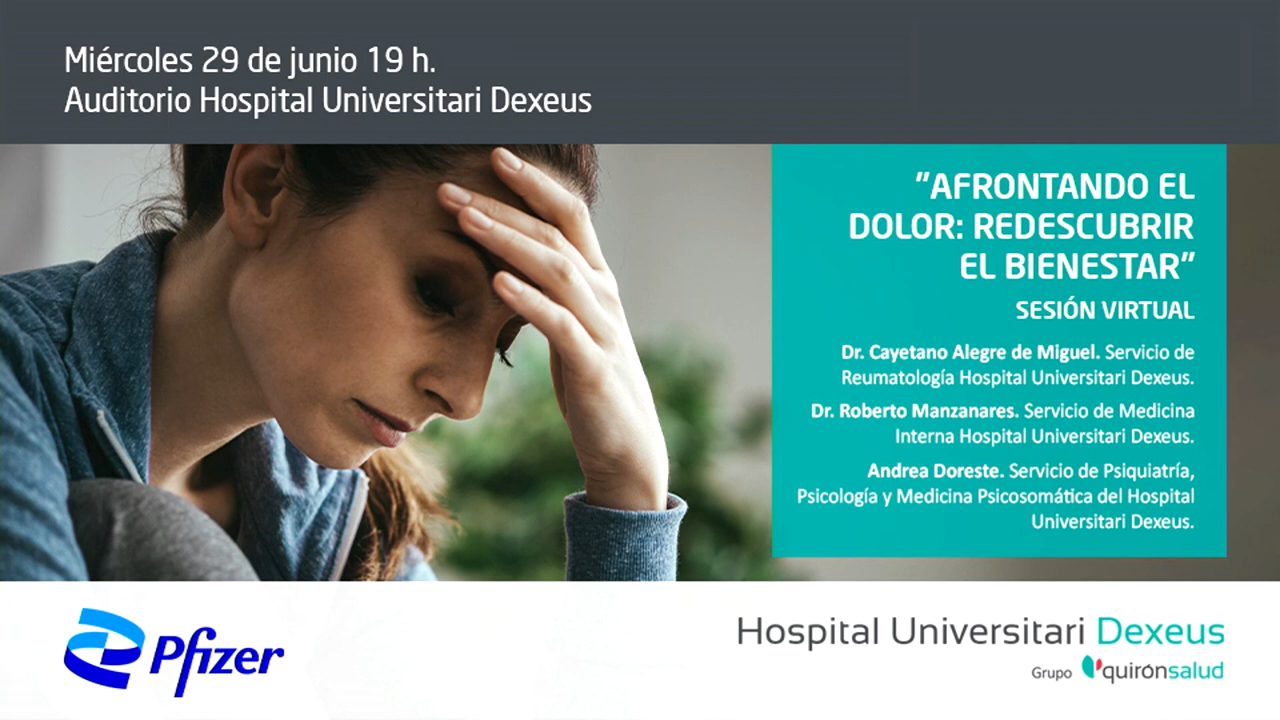 Miércoles 29 de junio 19 h.
Auditorio Hospital Universitari Dexeus
"AFRONTANDO EL
DOLOR: REDESCUBRIR
EL BIENESTAR"
SESIÓN VIRTUAL
Dr. Cayetano Alegre de Miguel. Servicio de
Reumatología Hospital Universitari Dexeus.
Dr. Roberto Manzanares. Servicio de Medicina
Interna Hospital Universitari Dexeus.
Andrea Doreste. Servicio de Psiquiatría,
Psicología y Medicina Psicosomática del Hospital
Universitari Dexeus.
Pfizer
Hospital Universitari Dexeus
Grupo quirónsalud